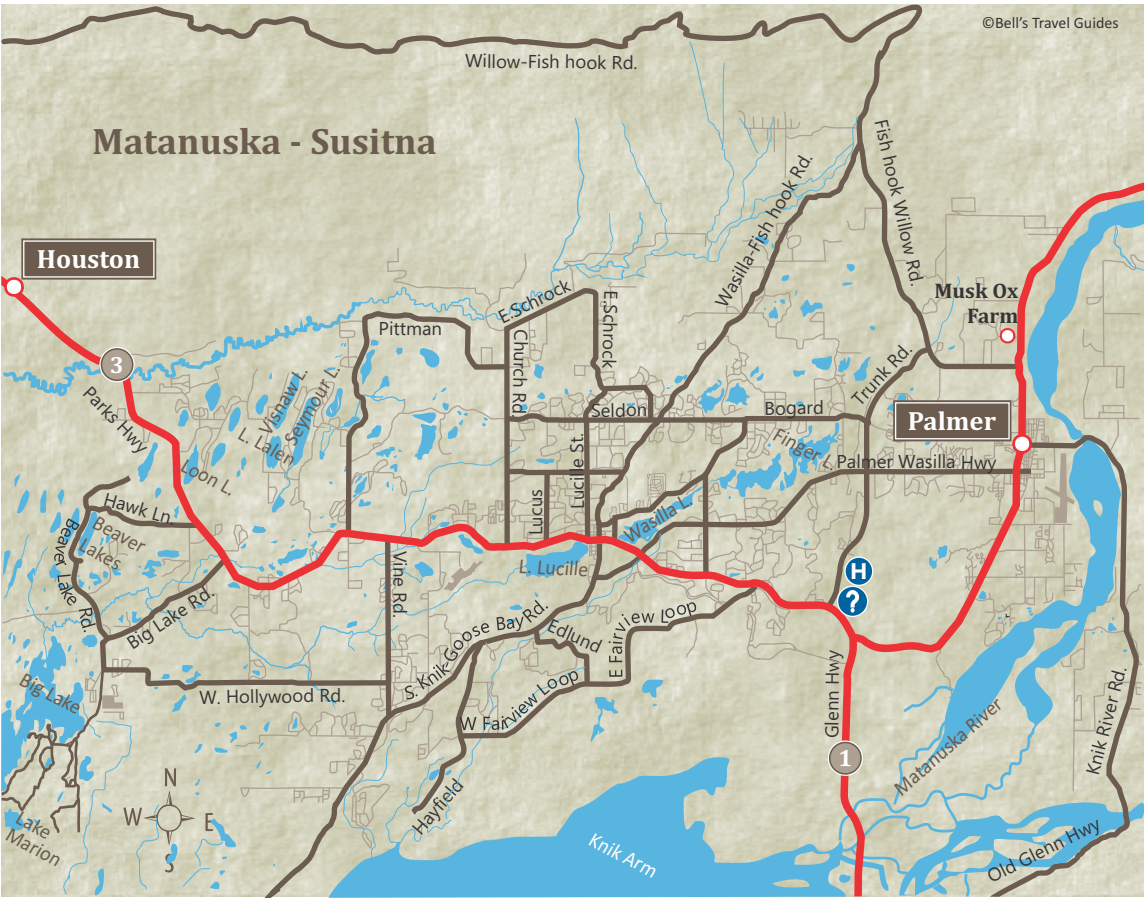 ©Bell's Travel Guides
Willow-Fish hook Rd.
Matanuska - Susitna
Fish hook Willow Rd.
Wasilla-Fish hook Rd.
Houston
Musk Ox
Farm
E.Schrock
E.Schrock
Pittman
Church Rd.
3
Parks Hwy
Visnaw L.
Seymour L.
L. Lalen
Loon L.
Trunk Rd.
Seldon
Bogard
Palmer
Lucille St.
Finger L.
Palmer Wasilla Hwy
Hawk Ln.
Beaver
Lakes
Beaver Lake Rd.
Lucus
Wasilla L.
L. Lucille
Vine Rd.
H
?
Big Lake Rd.
S. Knik-Goose Bay Rd.
Edlund
E Fairview Loop
W. Hollywood Rd.
W Fairview Loop
Big Lake
Glenn Hwy
Matanuska River
Knik River Rd.
1
Hayfield
N
W
E
S
Lake
Marion
Knik Arm
Old Glenn Hwy